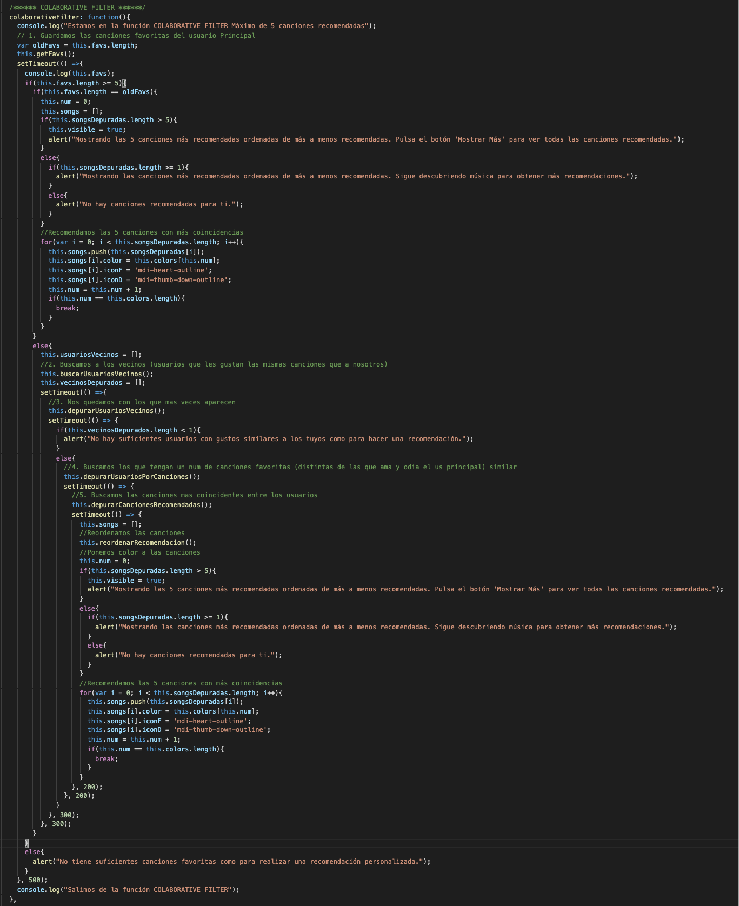 /****** COLABORATIVE FILTER ******/
colaborativeFilter: function(){
console.log("Estamos en la función COLABORATIVE FILTER Máximo de 5 canciones recomendadas");
// 1. Guardamos las canciones favoritas del usuario Principal
var oldFavs = this.favs.length;
this.getFavs();
setTimeout(() =>{
console.log(this.favs);
if(this.favs.length >= 5){
if(this.favs.length == oldFavs){
this.num = 0;
this.songs = [];
if(this.songsDepuradas.length > 5){
this.visible = true;
alert("Mostrando las 5 canciones más recomendadas ordenadas de más a menos recomendadas. Pulsa el botón 'Mostrar Más' para ver todas las canciones recomendadas.");
}
else{
if(this.songsDepuradas.length >= 1){
alert("Mostrando las canciones más recomendadas ordenadas de más a menos recomendadas. Sigue descubriendo música para obtener más recomendaciones.");
}
else{
alert("No hay canciones recomendadas para ti.");
}
}
//Recomendamos las 5 canciones con más coincidencias
for(var i = 0; i < this.songsDepuradas.length; i++){
this.songs.push(this.songsDepuradas[i]);
this.songs[i].color = this.colors[this.num];
this.songs[i].iconF = 'mdi-heart-outline';
this.songs[i].iconD = 'mdi-thumb-down-outline';
this.num = this.num + 1;
if(this.num == this.colors.length){
break;
}
}
}
else{
this.usuariosVecinos = [];
//2. Buscamos a los vecinos (usuarios que les gustan las mismas canciones que a nosotros)
this.buscarUsuariosVecinos();
this.vecinosDepurados = [];
setTimeout(() =>{
//3. Nos quedamos con los que más veces aparecen
this.depurarUsuariosVecinos();
setTimeout(() => {
if(this.vecinosDepurados.length < 1){
alert("No hay suficientes usuarios con gustos similares a los tuyos como para hacer una recomendación.");
}
else{
//4. Buscamos los que tengan un num de canciones favoritas (distintas de las que ama y odia el us principal) similar
this.depurarUsuariosPorCanciones();
setTimeout(() => {
//5. Buscamos las canciones mas coincidentes entre los usuarios
this.depurarCancionesRecomendadas();
setTimeout(() => {
this.songs = [];
//Reordenamos las canciones
this.reordenarRecomendacion();
//Ponemos color a las canciones
this.num = 0;
if(this.songsDepuradas.length > 5){
this.visible = true;
alert("Mostrando las 5 canciones más recomendadas ordenadas de más a menos recomendadas. Pulsa el botón 'Mostrar Más' para ver todas las canciones recomendadas.");
}
else{
if(this.songsDepuradas.length >= 1){
alert("Mostrando las canciones más recomendadas ordenadas de más a menos recomendadas. Sigue descubriendo música para obtener más recomendaciones.");
}
else{
alert("No hay canciones recomendadas para ti.");
}
}
//Recomendamos las 5 canciones con más coincidencias
for(var i = 0; i < this.songsDepuradas.length; i++){
this.songs.push(this.songsDepuradas[i]);
this.songs[i].color = this.colors[this.num];
this.songs[i].iconF = 'mdi-heart-outline';
this.songs[i].iconD = 'mdi-thumb-down-outline';
this.num = this.num + 1;
if(this.num == this.colors.length){
break;
}
}
}, 200);
}, 200);
}
}, 300);
}, 300);
}
}
else{
alert("No tiene suficientes canciones favoritas como para realizar una recomendación personalizada.");
}
}, 500);
console.log("Salimos de la función COLABORATIVE FILTER");
},